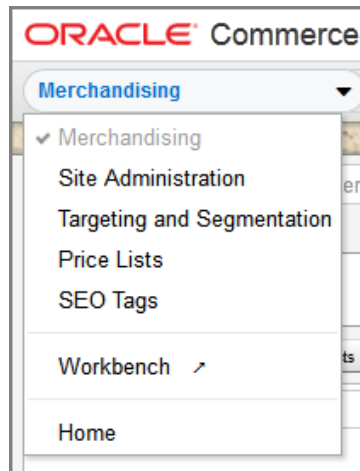 ORACLE Commerce
Merchandising
Merchandising
Site Administration
Targeting and Segmentation
Price Lists
SEO Tags
Workbench
Home